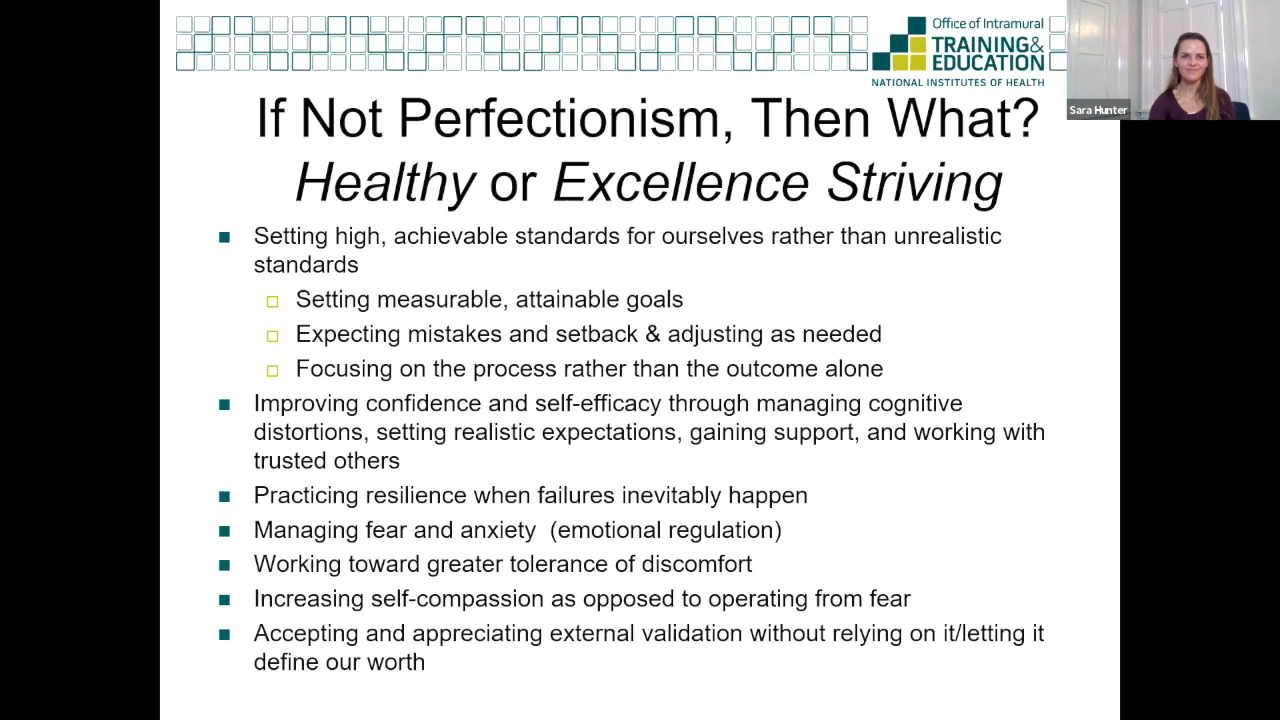 Office of Intramural
TRAINING&
EDUCATION
NATIONAL INSTITUTES OF HEALTH
Sara Hunter
If Not Perfectionism, Then What?
Healthy or Excellence Striving
Setting high, achievable standards for ourselves rather than unrealistic
standards
Setting measurable, attainable goals
Expecting mistakes and setback & adjusting as needed
Focusing on the process rather than the outcome alone
Improving confidence and self-efficacy through managing cognitive
distortions, setting realistic expectations, gaining support, and working with
trusted others
Practicing resilience when failures inevitably happen
Managing fear and anxiety  (emotional regulation)
Working toward greater tolerance of discomfort
Increasing self-compassion as opposed to operating from fear
Accepting and appreciating external validation without relying on it/letting it
define our worth